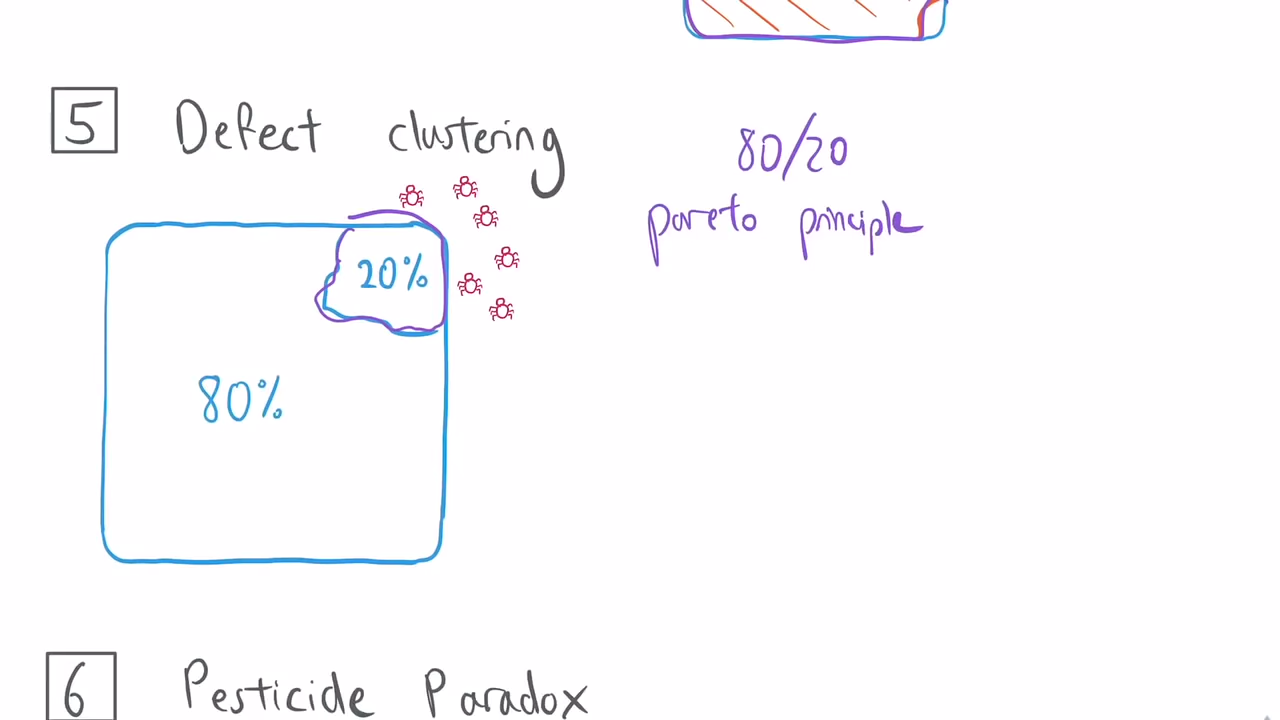 5 Defect clustering
80/20
pareto principle
20%
80%
6 Pesticide Paradox